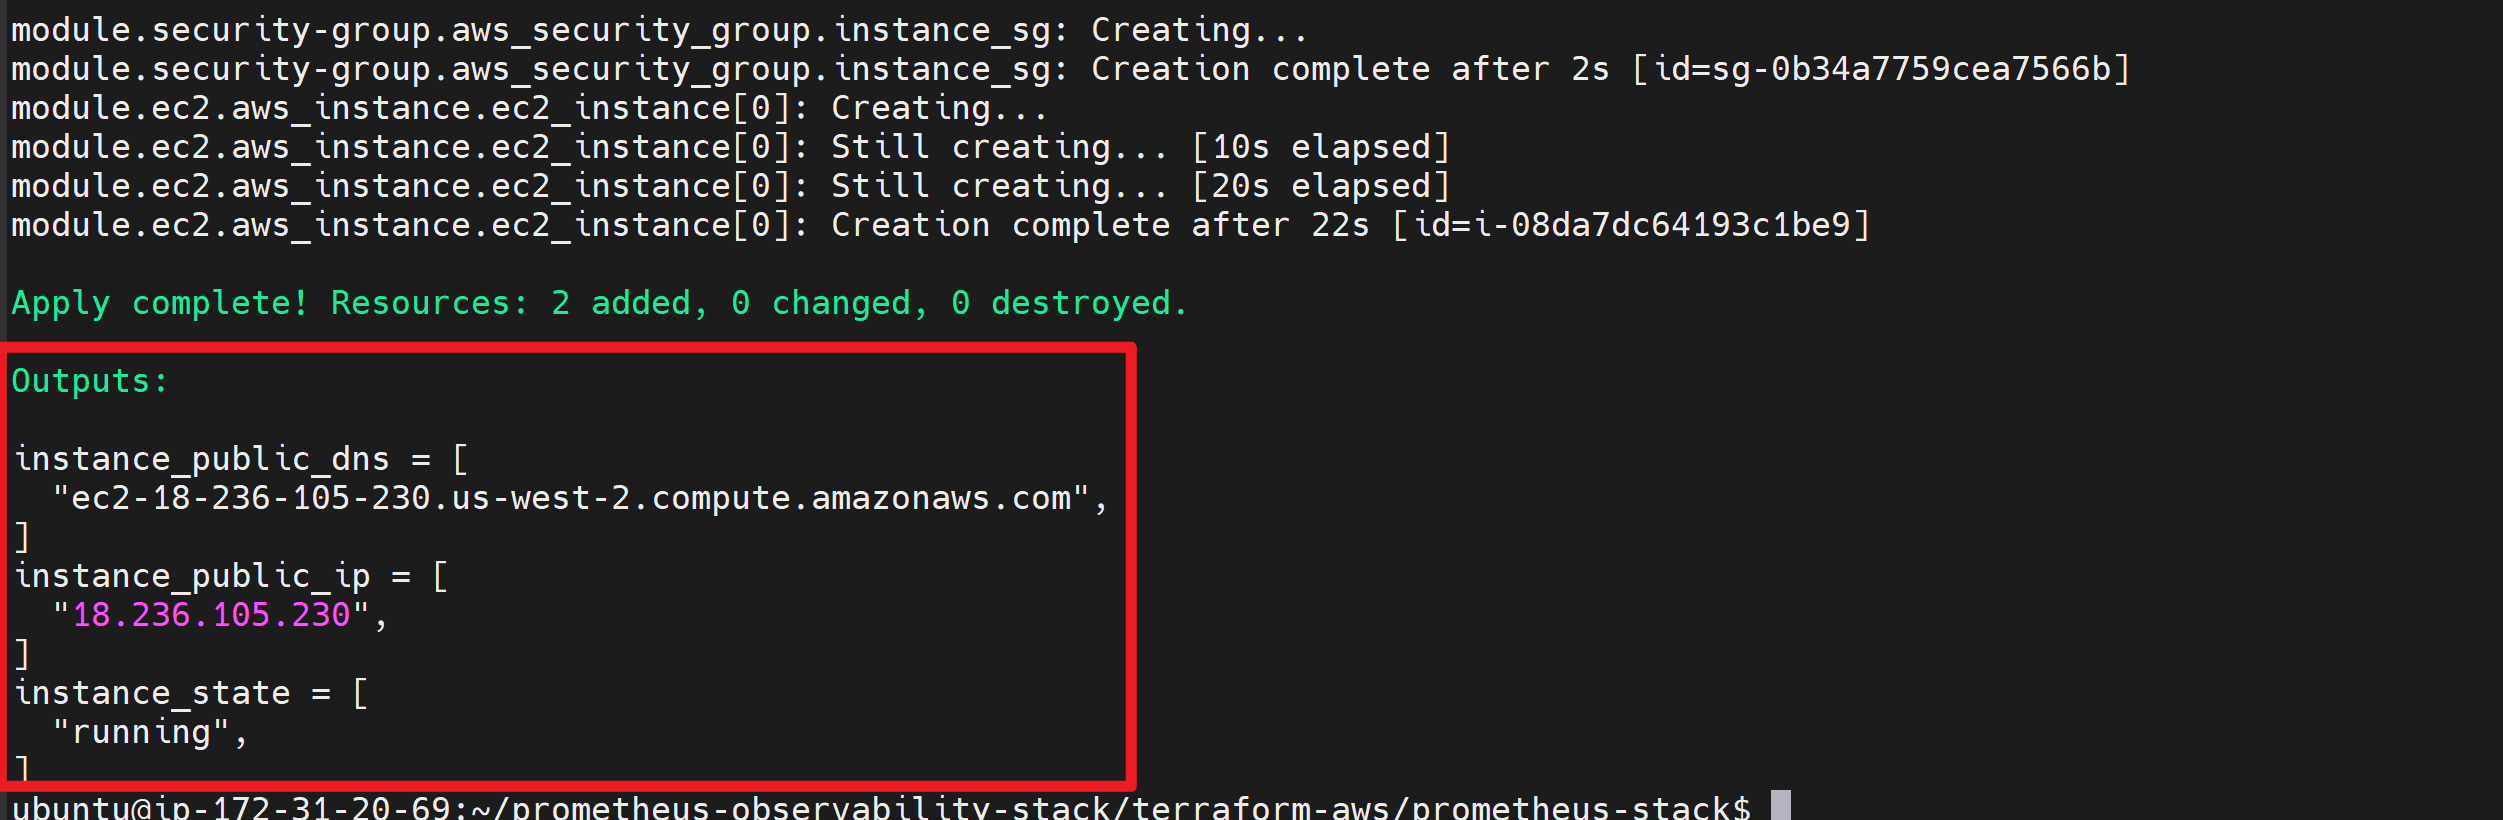 module.security-group.aws_security_group.instance_sg: Creating...
module.security-group.aws_security_group.instance_sg: Creation complete after 2s [id=sg-0b34a7759cea7566b]
module.ec2.aws_instance.ec2_instance[0]: Creating...
module.ec2.aws_instance.ec2_instance[0]: Still creating... [10s elapsed]
module.ec2.aws_instance.ec2_instance[0]: Still creating... [20s elapsed]
module.ec2.aws_instance.ec2_instance[0]: Creation complete after 22s [id=i-08da7dc64193c1be9]
Apply complete! Resources: 2 added, 0 changed, 0 destroyed.
Outputs:
instance_public_dns = [
  "ec2-18-236-105-230.us-west-2.compute.amazonaws.com",
]
instance_public_ip = [
  "18.236.105.230",
]
instance_state = [
  "running",
]
ubuntu@ip-172-31-20-69:~/prometheus-observability-stack/terraform-aws/prometheus-stack$